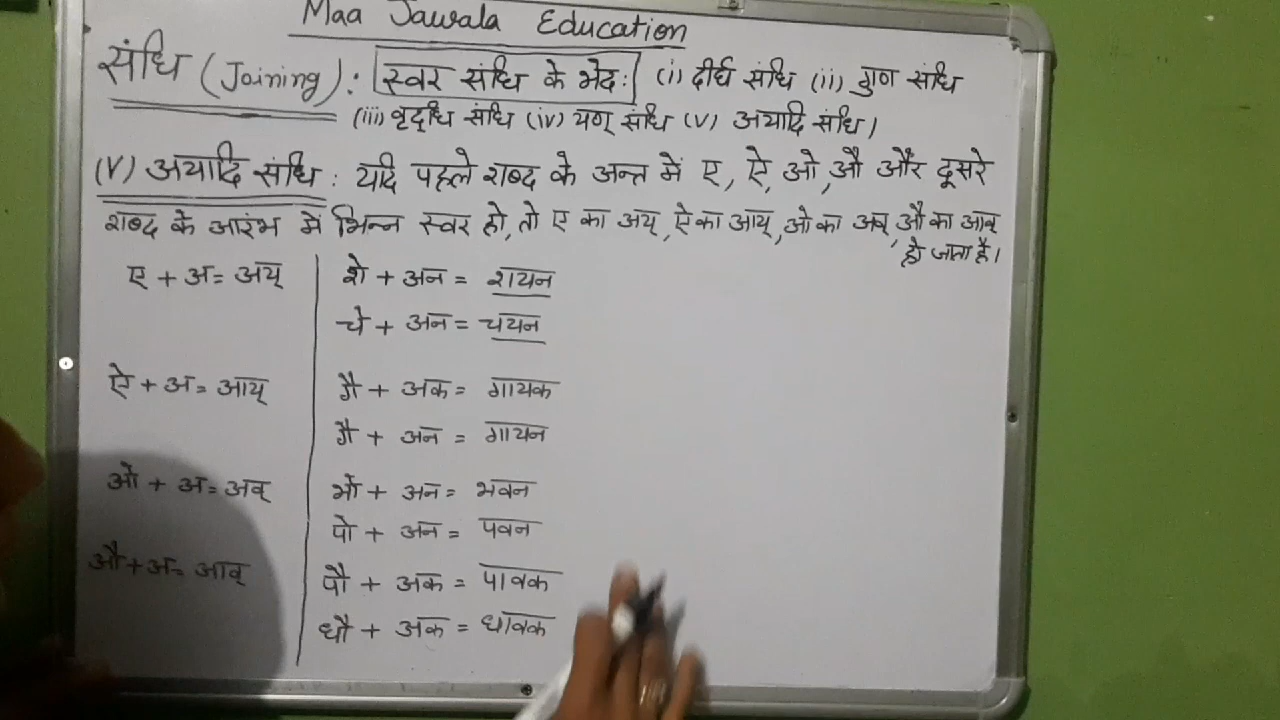 Maa Jawala Education
संधि (Joining): स्वर संधि के भेद: (i) दीर्घ संधि (ii) गुण संधि
(iii) वृद्धि संधि (iv) यण् संधि (V) अयादि संधि।
(V) अयादि संधि: यदि पहले शब्द के अन्त में ए, ऐ, ओ, औ और दूसरे
शब्द के आरंभ में भिन्न स्वर हो, तो ए का अय्, ऐ का आय्, ओ का अव्, औ का आव्
हो जाता है।
ए + अ = अय् शे + अन = शयन
चे + अन = चयन
ऐ + अ = आय् गै + अक = गायक
गै + अन = गायन
ओ + अ = अव् भो + अन = भवन
पो + अन = पवन
औ + अ = आव् पौ + अक = पावक
धौ + अक = धावक